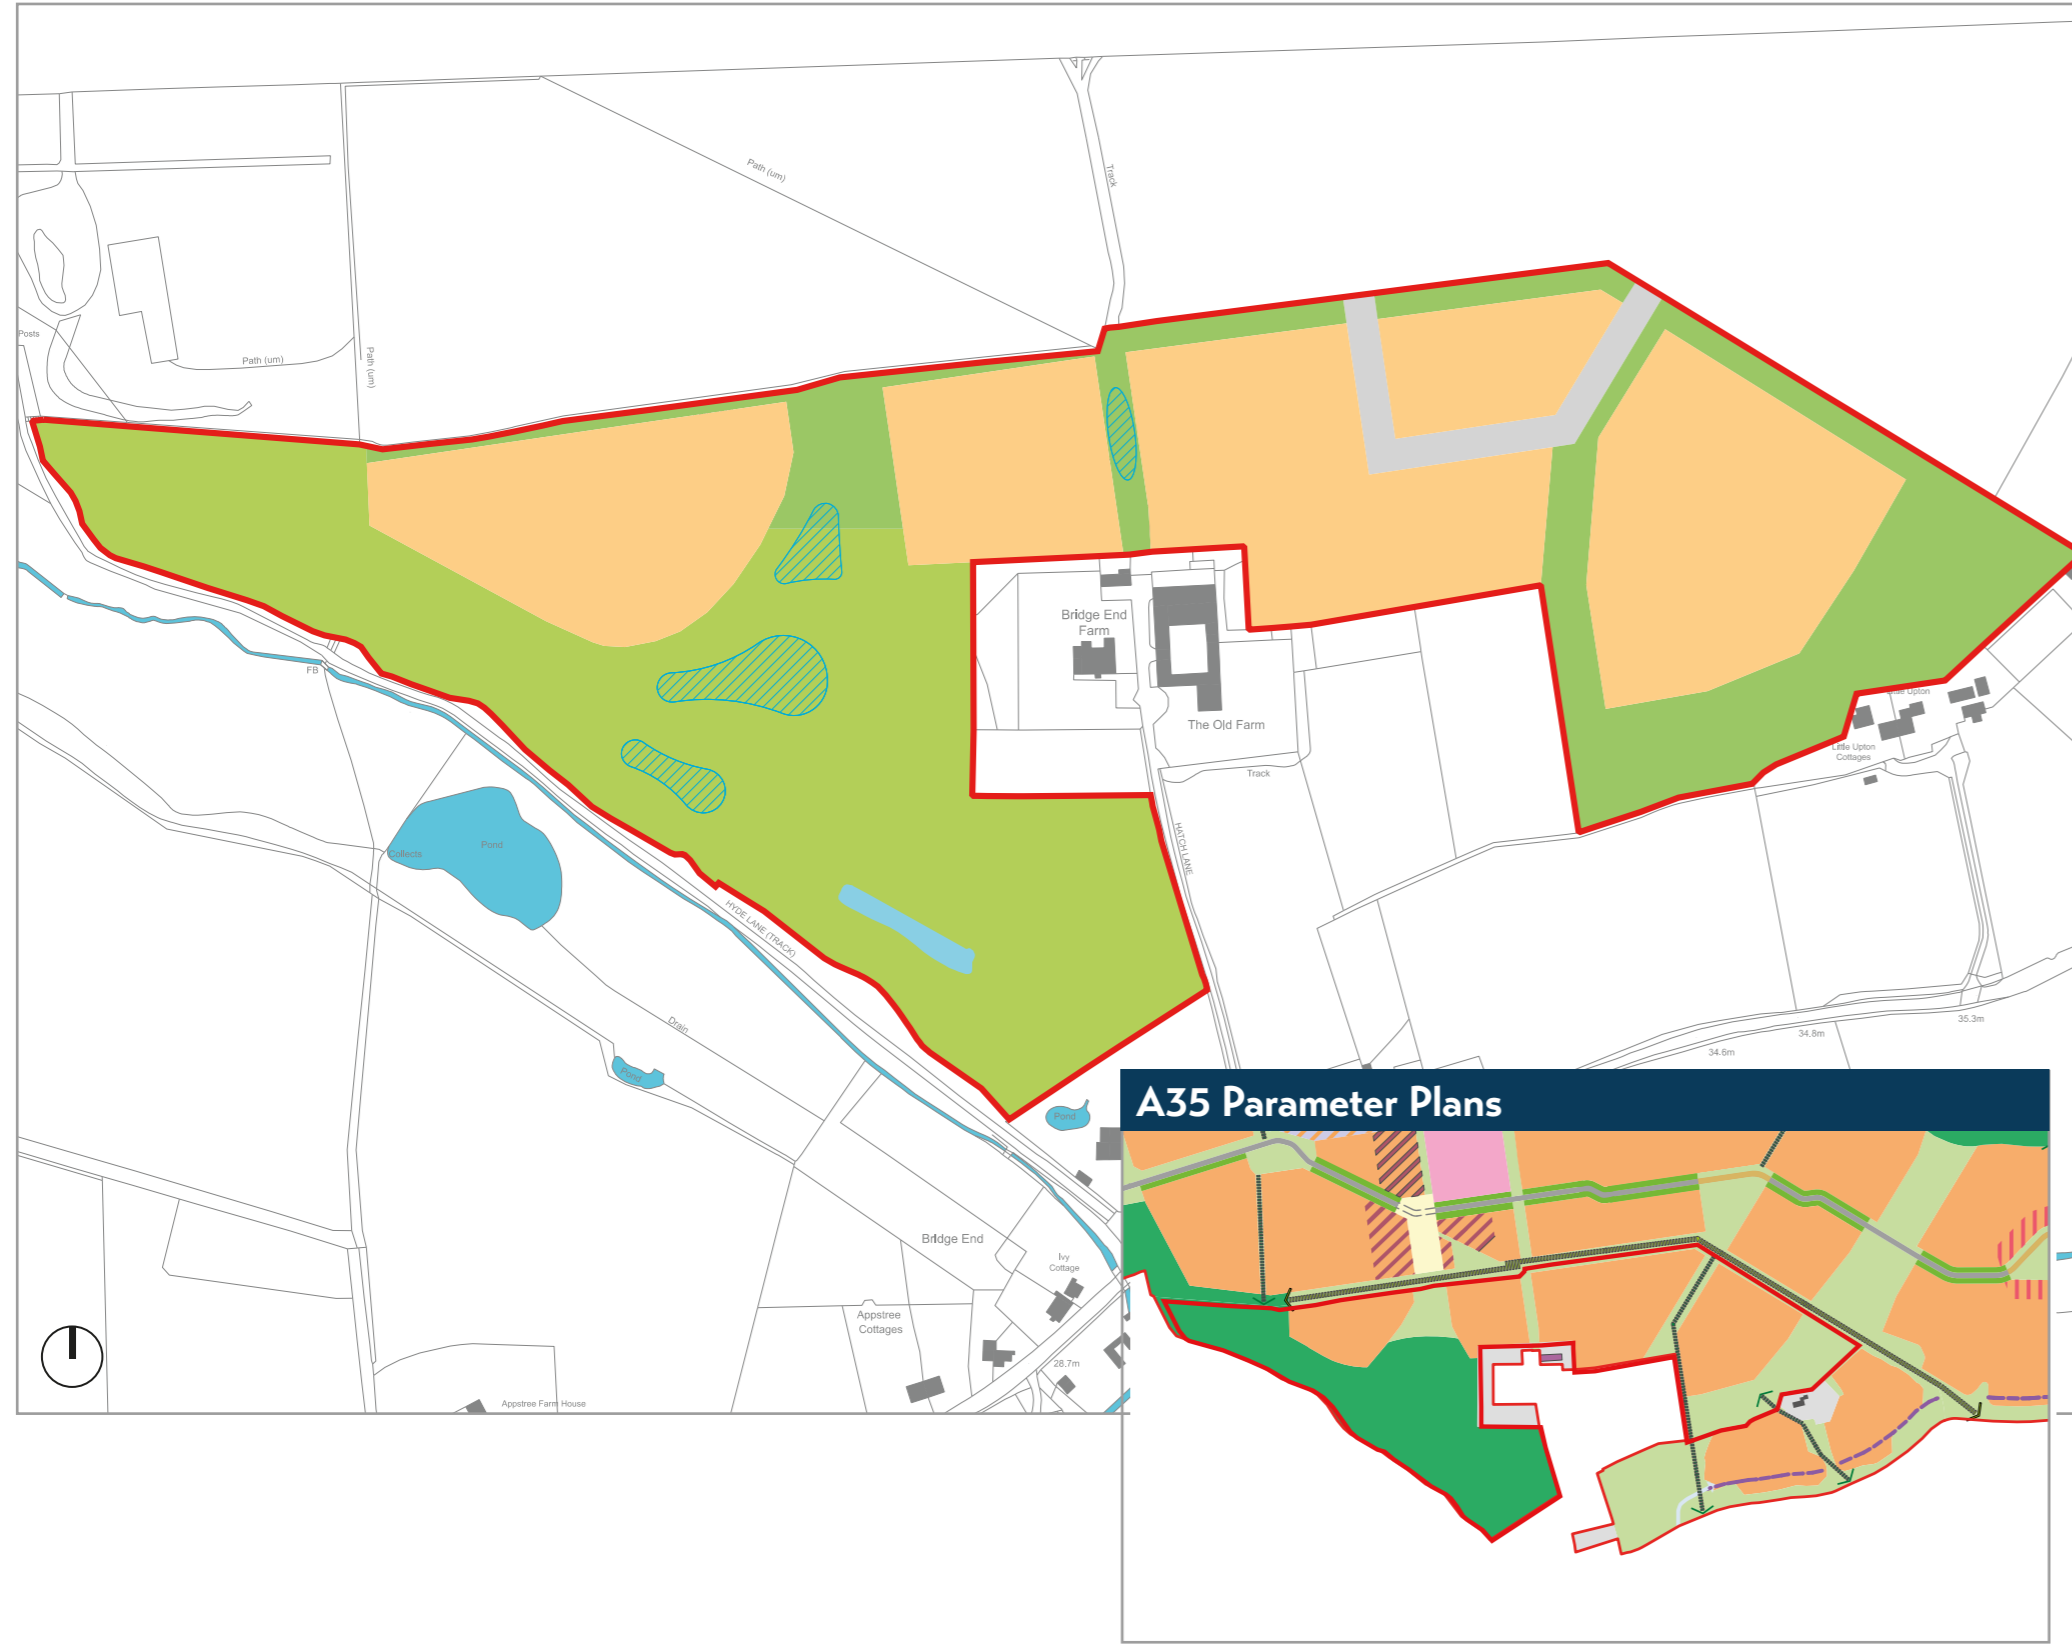 Path (um)
Track
Posts
Path (um)
Path (um)
Bridge End
Farm
FB
The Old Farm
Little Upton
Cottages
Track
HATCH LANE
Pond
Collects
HYDE LANE (TRACK)
35.3m
34.8m
Drain
34.6m
Pond
Pond
A35 Parameter Plans
Bridge End
Ivy
Cottage
Appstree
Cottages
28.7m
Appstree Farm House